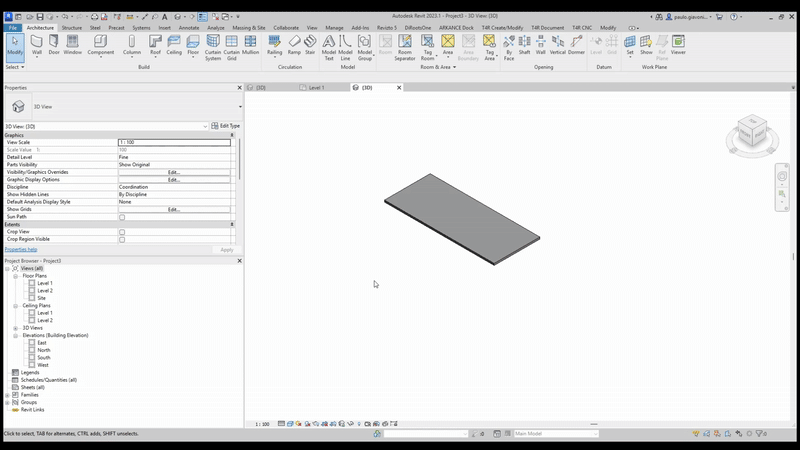 Autodesk Revit 2023.1 - Project3 - 3D View: {3D}
paulo.giavoni...
File Architecture Structure Steel Precast Systems Insert Annotate Analyze Massing & Site Collaborate View Manage Add-Ins Revizto 5 DiRootsOne ARKANCE Dock T4R Create/Modify T4R Documents T4R CNC Modify
Modify Wall Door Window Component Column Roof Ceiling Floor Curtain System Curtain Grid Mullion Railing Ramp Stair Model Text Model Line Model Group Room Room Separator Tag Room Area Area Boundary Tag Area By Face Shaft Wall Vertical Dormer Level Grid Set Show Ref Plane Viewer
Select Build Circulation Model Room & Area Opening Datum Work Plane
Properties
{3D} Level 1 {3D}
3D View
3D View: {3D} Edit Type
Graphics
View Scale 1 : 100
Scale Value 1: 100
Detail Level Fine
Parts Visibility Show Original
Visibility/Graphics Overrides Edit...
Graphic Display Options Edit...
Discipline Coordination
Show Hidden Lines By Discipline
Default Analysis Display Style None
Show Grids Edit...
Sun Path
Extents
Crop View
Crop Region Visible
Properties help Apply
Project Browser - Project3
Views (all)
Floor Plans
Level 1
Level 2
Site
Ceiling Plans
Level 1
Level 2
3D Views
Elevations (Building Elevation)
East
North
South
West
Legends
Schedules/Quantities (all)
Sheets (all)
Families
Groups
Revit Links
TOP
1 : 100
Click to select, TAB for alternates, CTRL adds, SHIFT unselects.
Main Model